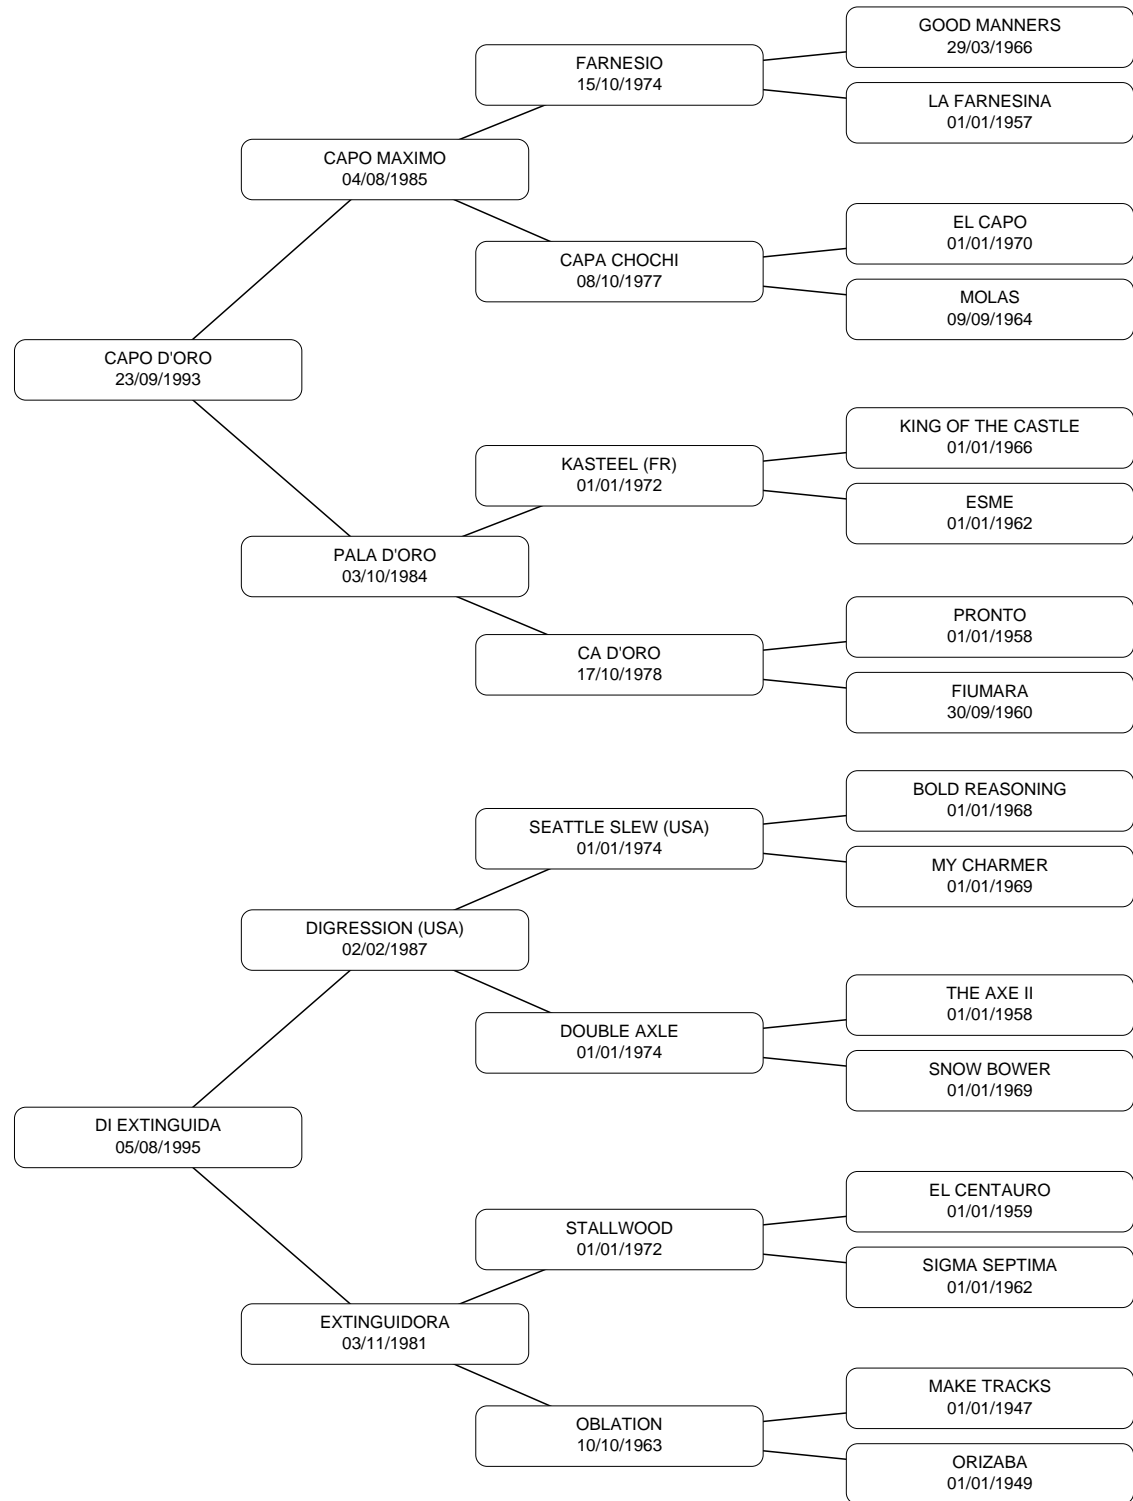 GOOD MANNERS
29/03/1966
FARNESIO
15/10/1974
LA FARNESINA
01/01/1957
CAPO MAXIMO
04/08/1985
EL CAPO
01/01/1970
CAPA CHOCHI
08/10/1977
MOLAS
09/09/1964
CAPO D'ORO
23/09/1993
KING OF THE CASTLE
01/01/1966
KASTEEL (FR)
01/01/1972
ESME
01/01/1962
PALA D'ORO
03/10/1984
PRONTO
01/01/1958
CA D'ORO
17/10/1978
FIUMARA
30/09/1960
BOLD REASONING
01/01/1968
SEATTLE SLEW (USA)
01/01/1974
MY CHARMER
01/01/1969
DIGRESSION (USA)
02/02/1987
THE AXE II
01/01/1958
DOUBLE AXLE
01/01/1974
SNOW BOWER
01/01/1969
DI EXTINGUIDA
05/08/1995
EL CENTAURO
01/01/1959
STALLWOOD
01/01/1972
SIGMA SEPTIMA
01/01/1962
EXTINGUIDORA
03/11/1981
MAKE TRACKS
01/01/1947
OBLATION
10/10/1963
ORIZABA
01/01/1949